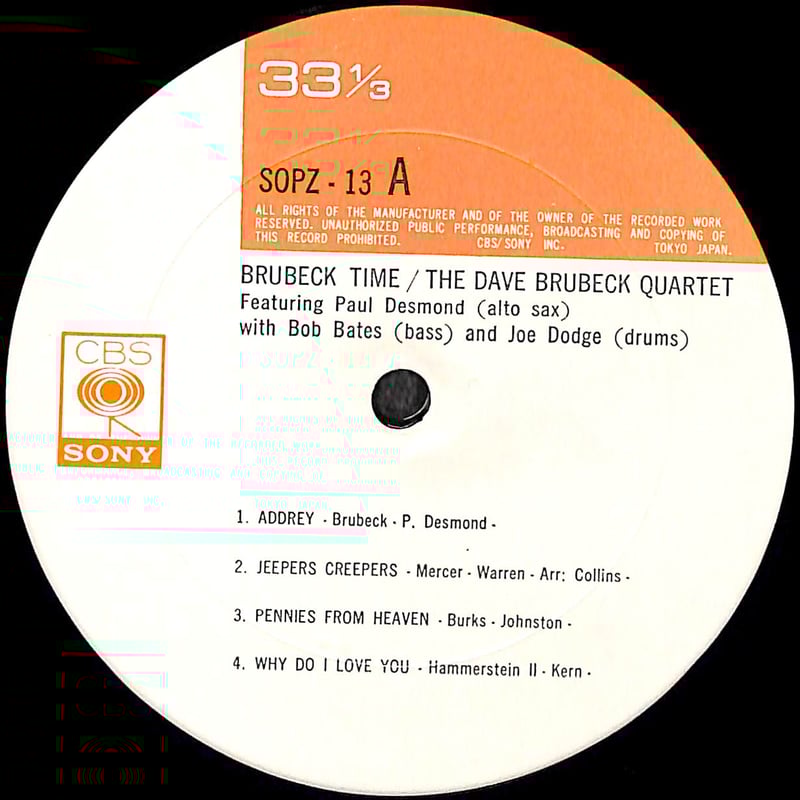 33 1/3
SOPZ - 13 A
ALL RIGHTS OF THE MANUFACTURER AND OF THE OWNER OF THE RECORDED WORK
RESERVED. UNAUTHORIZED PUBLIC PERFORMANCE, BROADCASTING AND COPYING OF
THIS RECORD PROHIBITED. CBS/SONY INC. TOKYO JAPAN.
BRUBECK TIME / THE DAVE BRUBECK QUARTET
Featuring Paul Desmond (alto sax)
with Bob Bates (bass) and Joe Dodge (drums)
CBS
SONY
1. ADDREY - Brubeck - P. Desmond -
2. JEEPERS CREEPERS - Mercer - Warren - Arr: Collins -
3. PENNIES FROM HEAVEN - Burks - Johnston -
4. WHY DO I LOVE YOU - Hammerstein II - Kern -